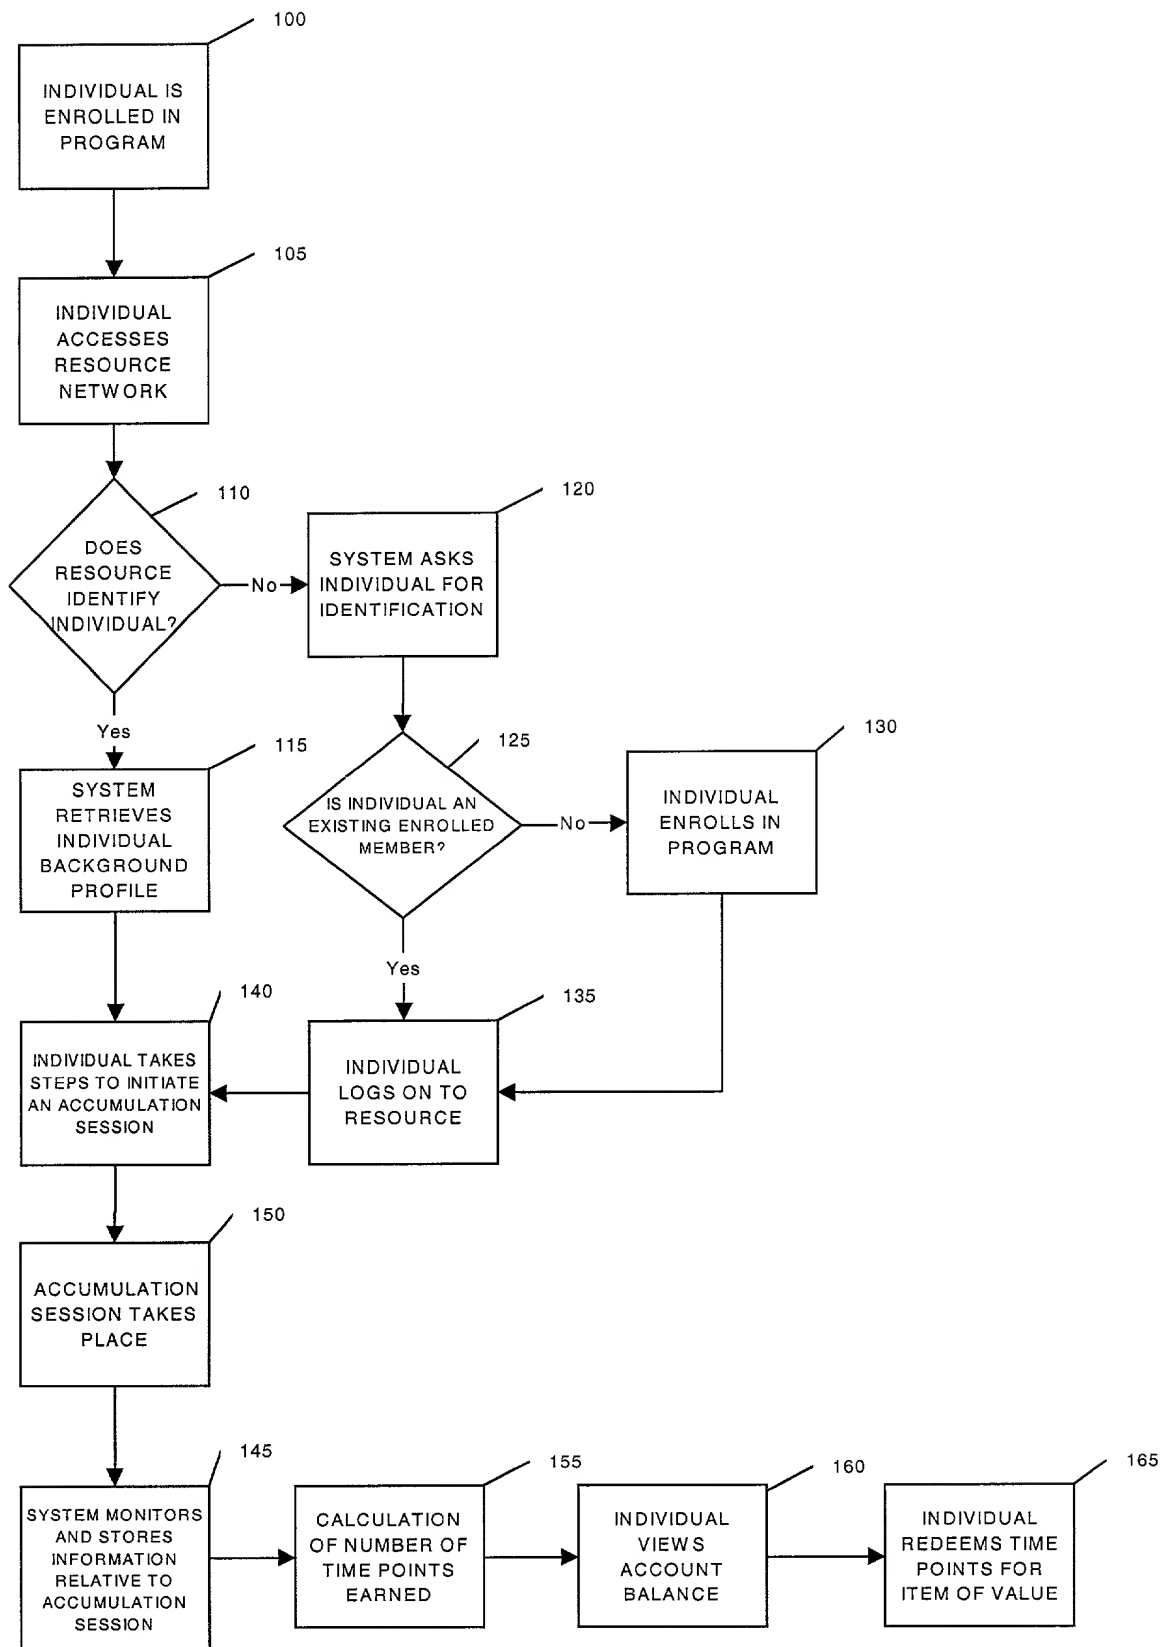 100
INDIVIDUAL IS
ENROLLED IN
PROGRAM
105
INDIVIDUAL
ACCESSES
RESOURCE
NETWORK
110
DOES
RESOURCE
IDENTIFY
INDIVIDUAL?
No
120
SYSTEM ASKS
INDIVIDUAL FOR
IDENTIFICATION
Yes
115
SYSTEM
RETRIEVES
INDIVIDUAL
BACKGROUND
PROFILE
125
IS INDIVIDUAL AN
EXISTING ENROLLED
MEMBER?
No
130
INDIVIDUAL
ENROLLS IN
PROGRAM
Yes
135
INDIVIDUAL
LOGS ON TO
RESOURCE
140
INDIVIDUAL TAKES
STEPS TO INITIATE
AN ACCUMULATION
SESSION
150
ACCUMULATION
SESSION TAKES
PLACE
145
SYSTEM MONITORS
AND STORES
INFORMATION
RELATIVE TO
ACCUMULATION
SESSION
155
CALCULATION
OF NUMBER OF
TIME POINTS
EARNED
160
INDIVIDUAL
VIEWS
ACCOUNT
BALANCE
165
INDIVIDUAL
REDEEMS TIME
POINTS FOR
ITEM OF VALUE